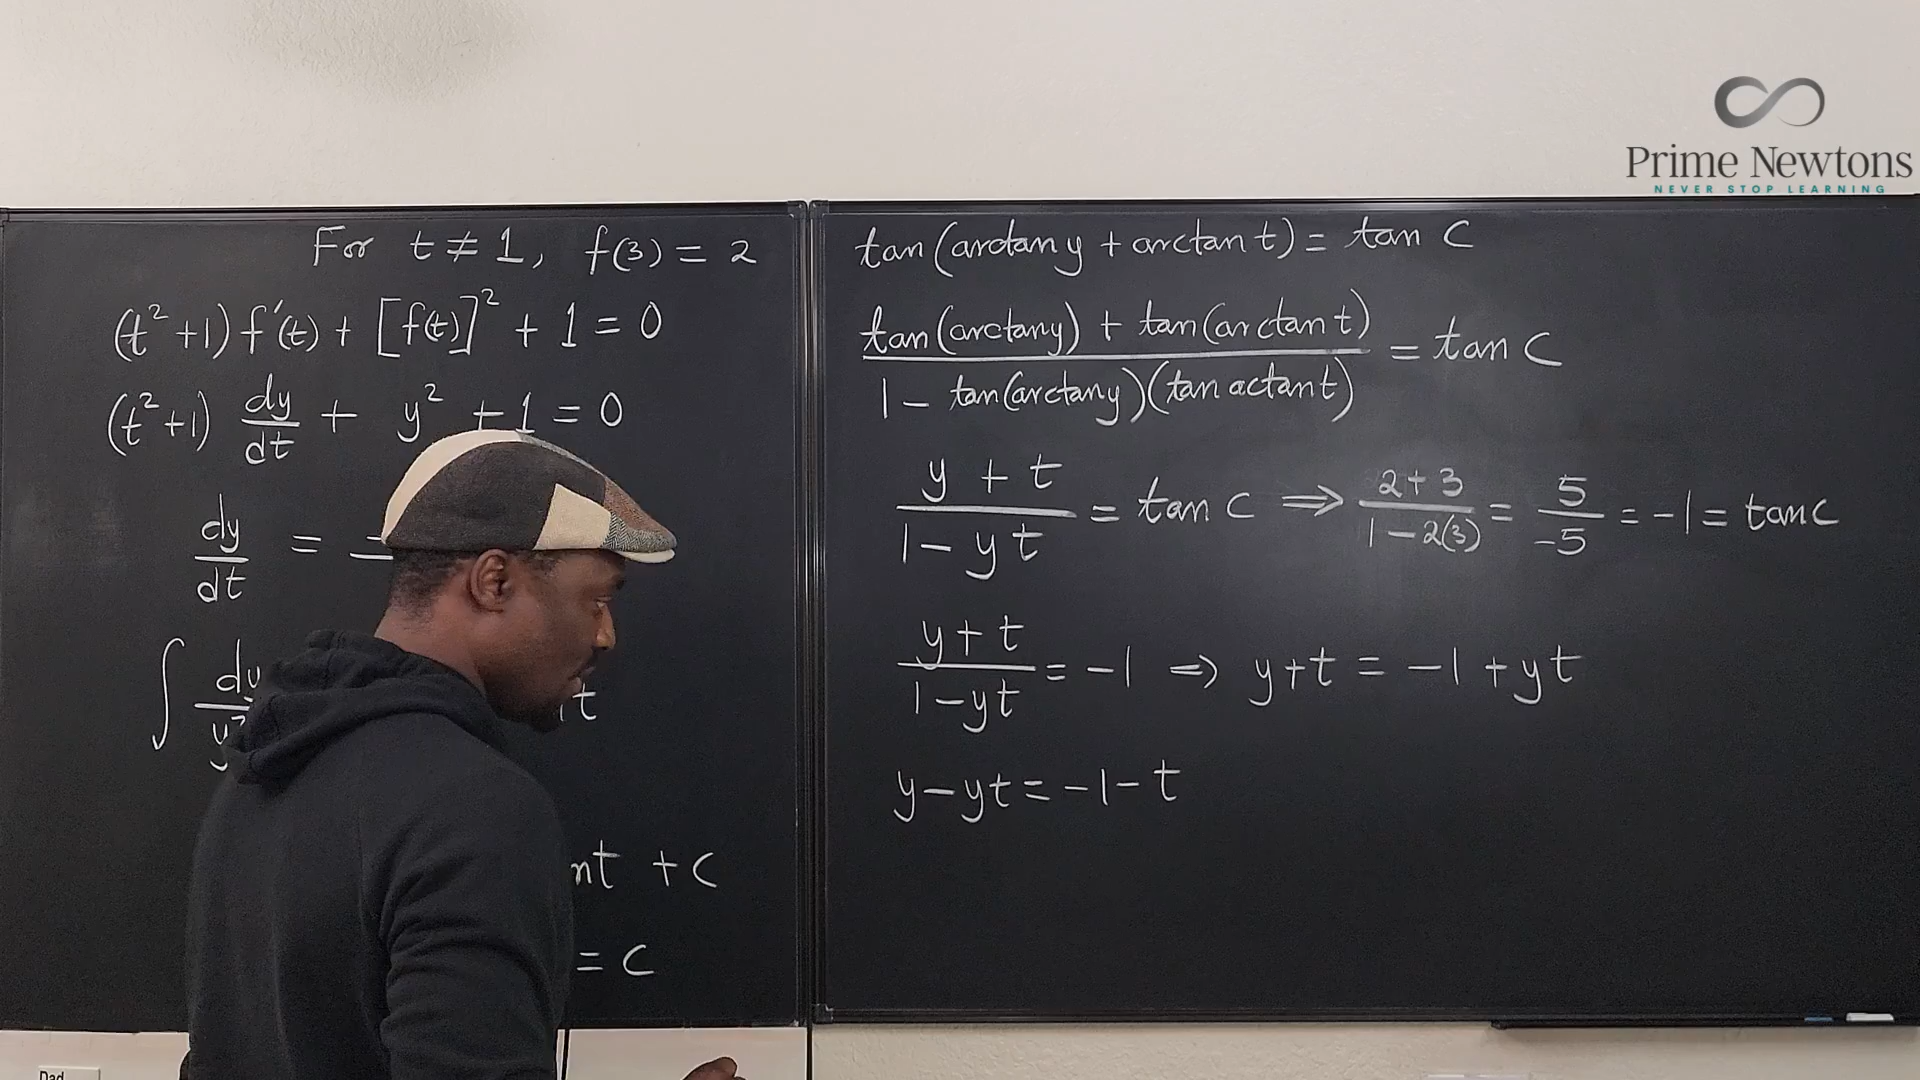 Prime Newtons
NEVER STOP LEARNING
For t ≠ 1, f(3) = 2
(t² + 1) f'(t) + [f(t)]² + 1 = 0
(t² + 1) dy/dt + y² + 1 = 0
dy/dt =
∫ dy
t
nt + C
= C
tan(arctan y + arctan t) = tan C
tan(arctan y) + tan(arctan t) / 1 - tan(arctan y)(tan actan t) = tan C
y + t / 1 - yt = tan C ⇒ 2 + 3 / 1 - 2(3) = 5 / -5 = -1 = tan C
y + t / 1 - yt = -1 ⇒ y + t = -1 + yt
y - yt = -1 - t
Dad